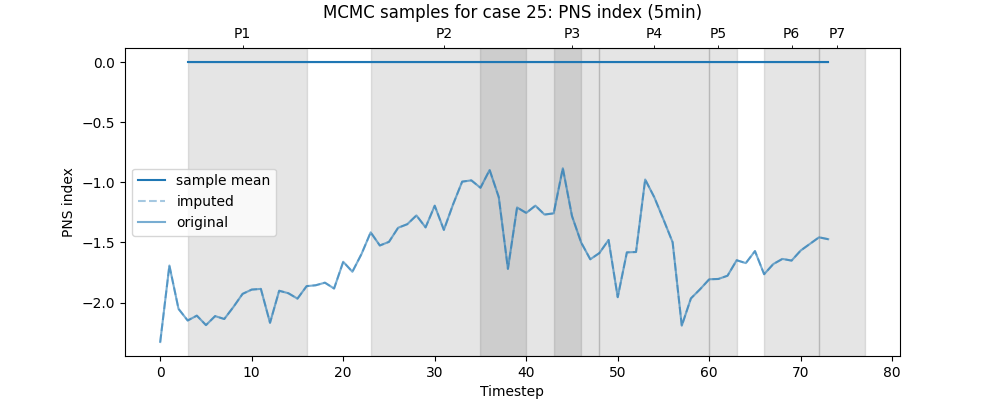 MCMC samples for case 25: PNS index (5min)
P1 P2 P3 P4 P5 P6 P7
0.0
−0.5
−1.0
−1.5
−2.0
PNS index
sample mean
imputed
original
0 10 20 30 40 50 60 70 80
Timestep